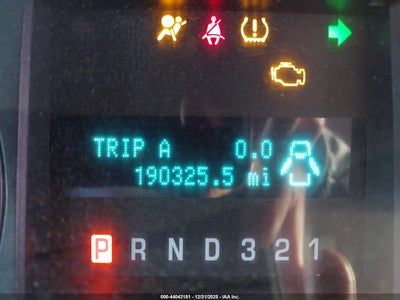 TRIP A 0.0
190325.5 mi
P R N D 3 2 1
000-44042181 - 12/31/2025 - IAA Inc.